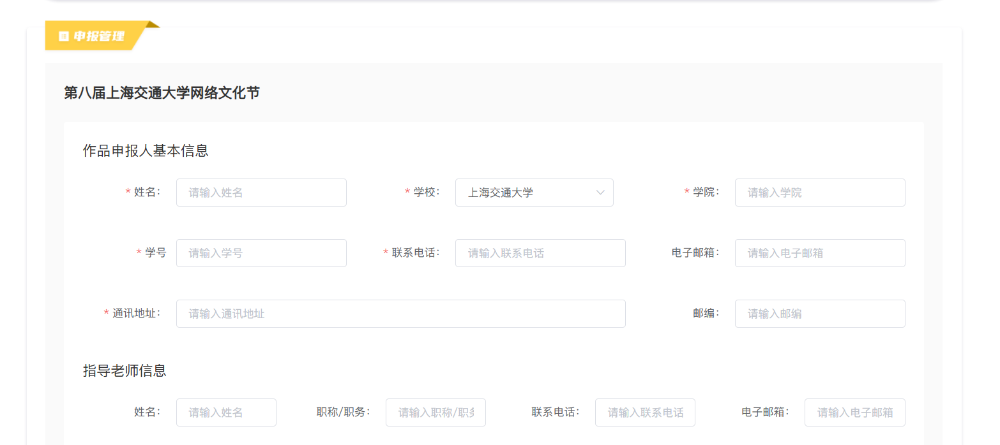 申报管理
第八届上海交通大学网络文化节
作品申报人基本信息
* 姓名： 请输入姓名 * 学校： 上海交通大学 * 学院： 请输入学院
* 学号 请输入学号 * 联系电话： 请输入联系电话 电子邮箱： 请输入电子邮箱
* 通讯地址： 请输入通讯地址 邮编： 请输入邮编
指导老师信息
姓名： 请输入姓名 职称/职务： 请输入职称/职务 联系电话： 请输入联系电话 电子邮箱： 请输入电子邮箱